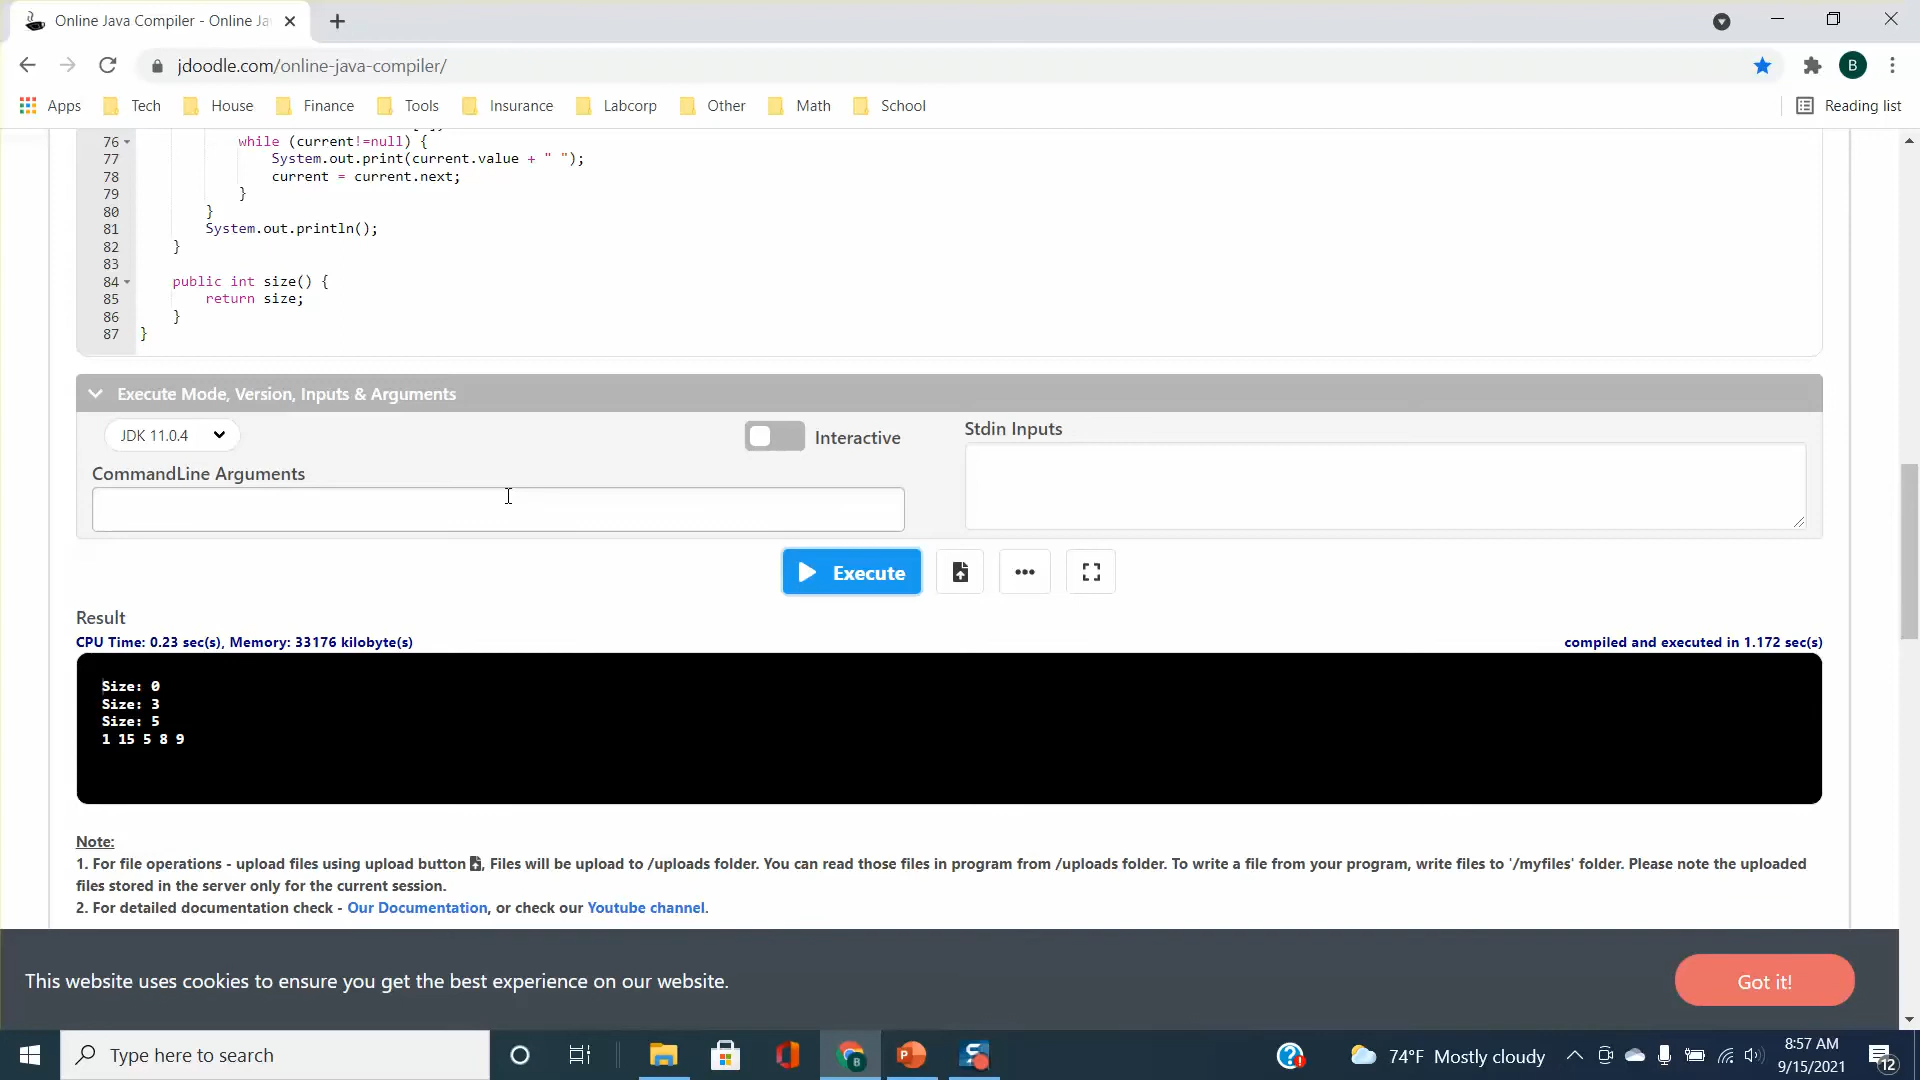 Online Java Compiler - Online Ja
jdoodle.com/online-java-compiler/
B
Apps Tech House Finance Tools Insurance Labcorp Other Math School Reading list
76 while (current!=null) {
77 System.out.print(current.value + " ");
78 current = current.next;
79 }
80 }
81 System.out.println();
82 }
83
84 public int size() {
85 return size;
86 }
87 }
Execute Mode, Version, Inputs & Arguments
JDK 11.0.4
Interactive
Stdin Inputs
CommandLine Arguments
Execute
Result
CPU Time: 0.23 sec(s), Memory: 33176 kilobyte(s)
compiled and executed in 1.172 sec(s)
Size: 0
Size: 3
Size: 5
1 15 5 8 9
Note:
1. For file operations - upload files using upload button , Files will be upload to /uploads folder. You can read those files in program from /uploads folder. To write a file from your program, write files to '/myfiles' folder. Please note the uploaded
files stored in the server only for the current session.
2. For detailed documentation check - Our Documentation, or check our Youtube channel.
This website uses cookies to ensure you get the best experience on our website.
Got it!
Type here to search
74°F Mostly cloudy
8:57 AM
9/15/2021
12